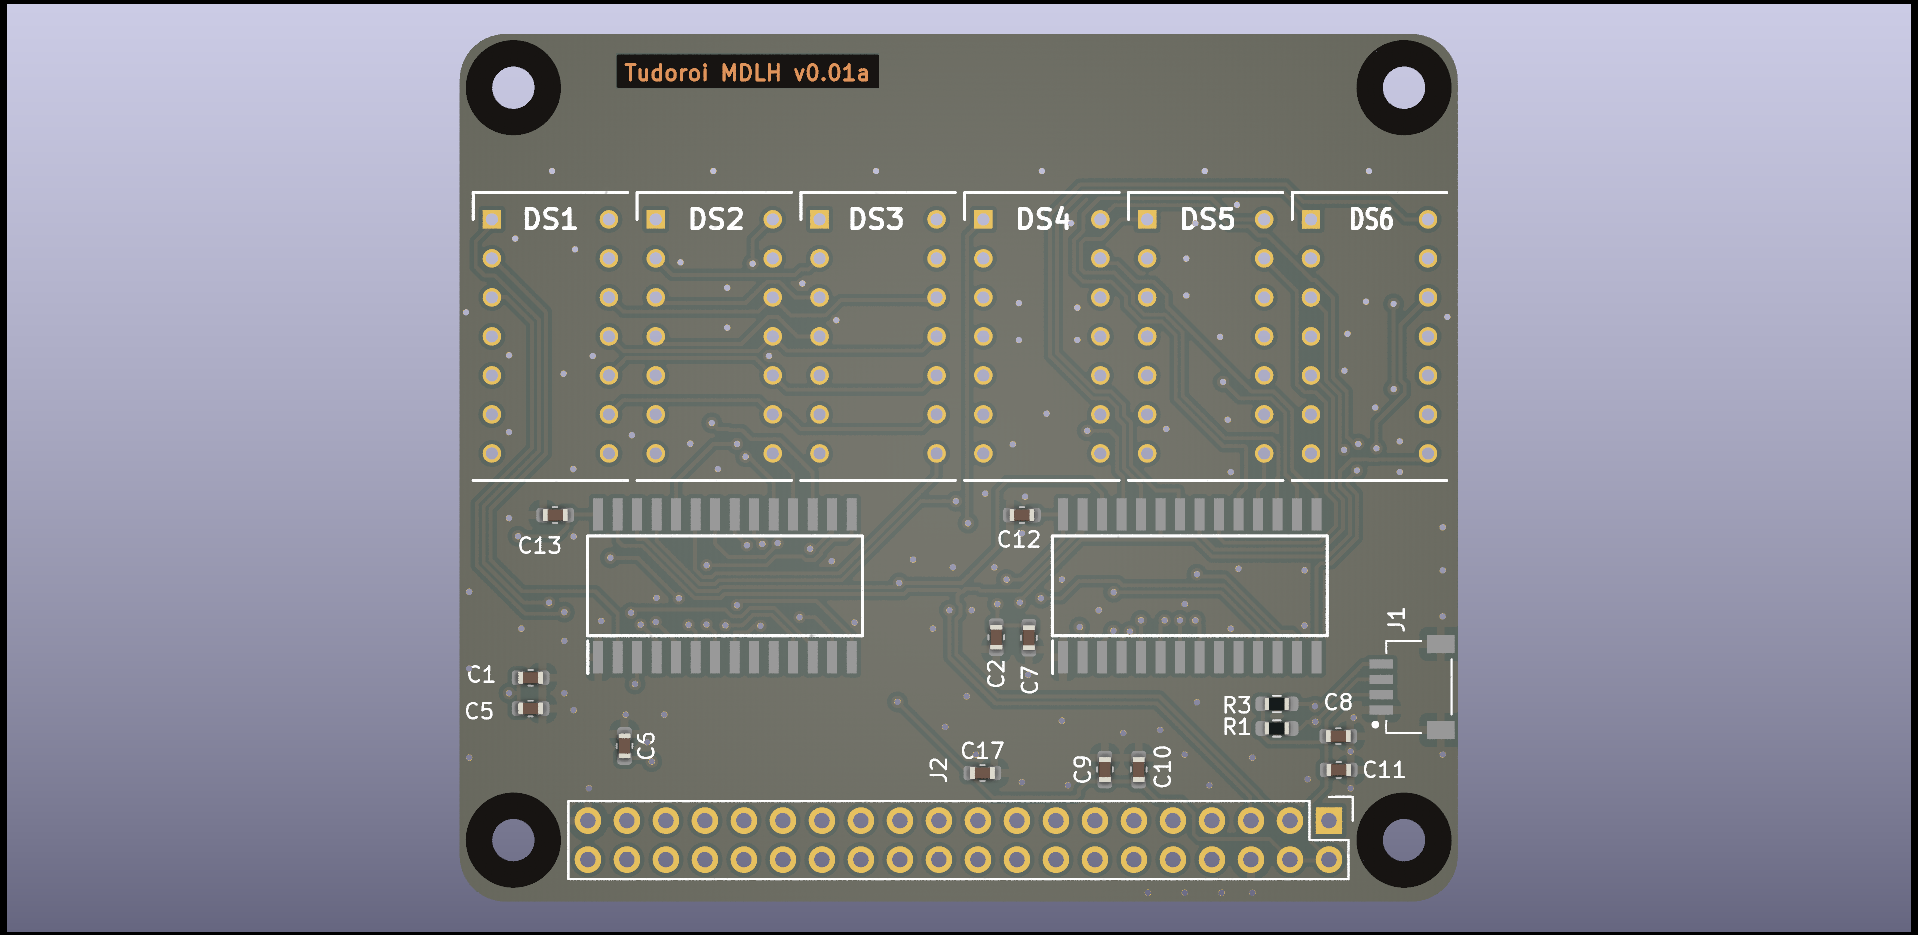 Tudoroi MDLH v0.01a
DS1
DS2
DS3
DS4
DS5
DS6
C13
C12
J1
C1
C5
C2
C7
R3
R1
C8
C6
J2
C17
C9
C10
C11